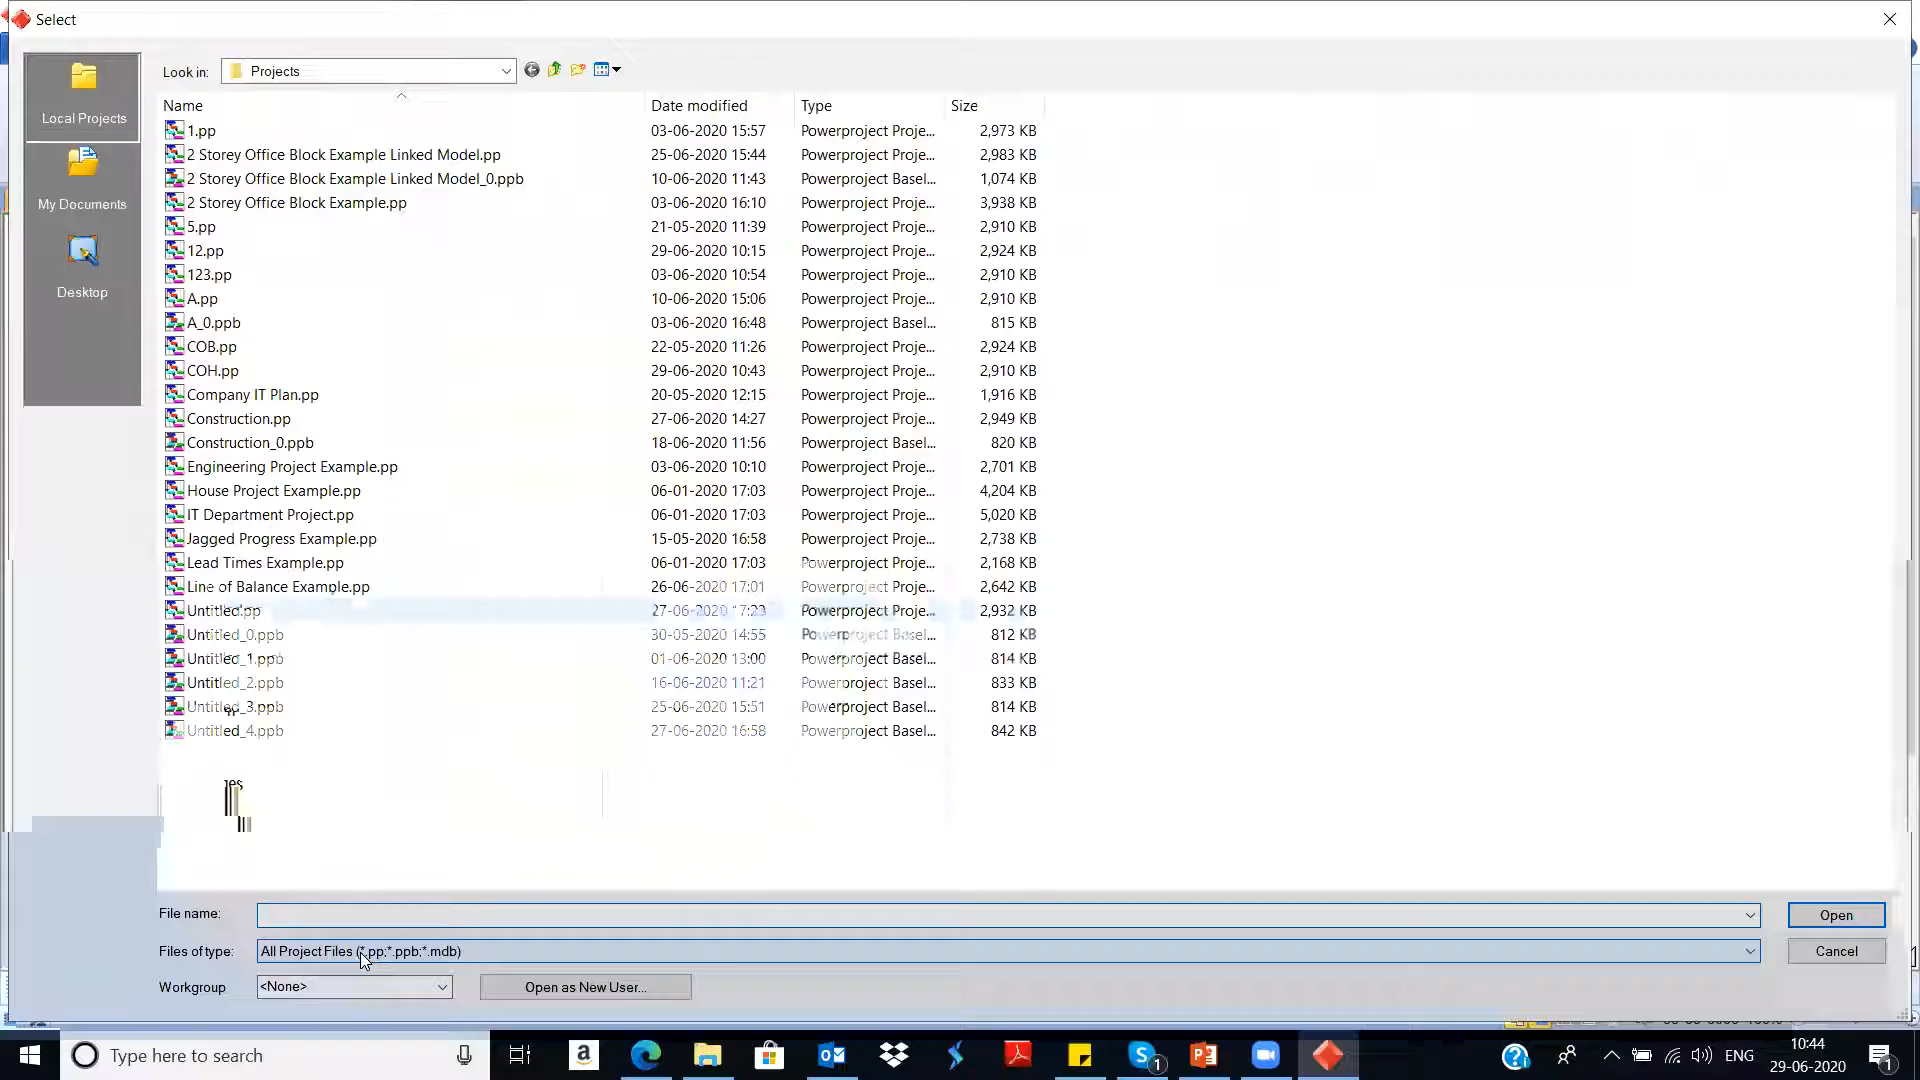 Select
Local Projects
My Documents
Desktop
Look in: Projects
Name Date modified Type Size
1.pp 03-06-2020 15:57 Powerproject Proje... 2,973 KB
2 Storey Office Block Example Linked Model.pp 25-06-2020 15:44 Powerproject Proje... 2,983 KB
2 Storey Office Block Example Linked Model_0.ppb 10-06-2020 11:43 Powerproject Basel... 1,074 KB
2 Storey Office Block Example.pp 03-06-2020 16:10 Powerproject Proje... 3,938 KB
5.pp 21-05-2020 11:39 Powerproject Proje... 2,910 KB
12.pp 29-06-2020 10:15 Powerproject Proje... 2,924 KB
123.pp 03-06-2020 10:54 Powerproject Proje... 2,910 KB
A.pp 10-06-2020 15:06 Powerproject Proje... 2,910 KB
A_0.ppb 03-06-2020 16:48 Powerproject Basel... 815 KB
COB.pp 22-05-2020 11:26 Powerproject Proje... 2,924 KB
COH.pp 29-06-2020 10:43 Powerproject Proje... 2,910 KB
Company IT Plan.pp 20-05-2020 12:15 Powerproject Proje... 1,916 KB
Construction.pp 27-06-2020 14:27 Powerproject Proje... 2,949 KB
Construction_0.ppb 18-06-2020 11:56 Powerproject Basel... 820 KB
Engineering Project Example.pp 03-06-2020 10:10 Powerproject Proje... 2,701 KB
House Project Example.pp 06-01-2020 17:03 Powerproject Proje... 4,204 KB
IT Department Project.pp 06-01-2020 17:03 Powerproject Proje... 5,020 KB
Jagged Progress Example.pp 15-05-2020 16:58 Powerproject Proje... 2,738 KB
Lead Times Example.pp 06-01-2020 17:03 Powerproject Proje... 2,168 KB
Line of Balance Example.pp 26-06-2020 17:01 Powerproject Proje... 2,642 KB
Untitled.pp 27-06-2020 Powerproject Proje... 2,932 KB
Untitled_0.ppb 30-05-2020 14:55 Powerproject Basel... 812 KB
Untitled_1.ppb 01-06-2020 13:00 Powerproject Basel... 814 KB
Untitled_2.ppb 16-06-2020 11:21 Powerproject Basel... 833 KB
Untitled_3.ppb 25-06-2020 15:51 Powerproject Basel... 814 KB
Untitled_4.ppb 27-06-2020 16:58 Powerproject Basel... 842 KB
File name: Open
Files of type: All Project Files (*.pp;*.ppb;*.mdb) Cancel
Workgroup <None> Open as New User...
Type here to search
ENG
10:44
29-06-2020